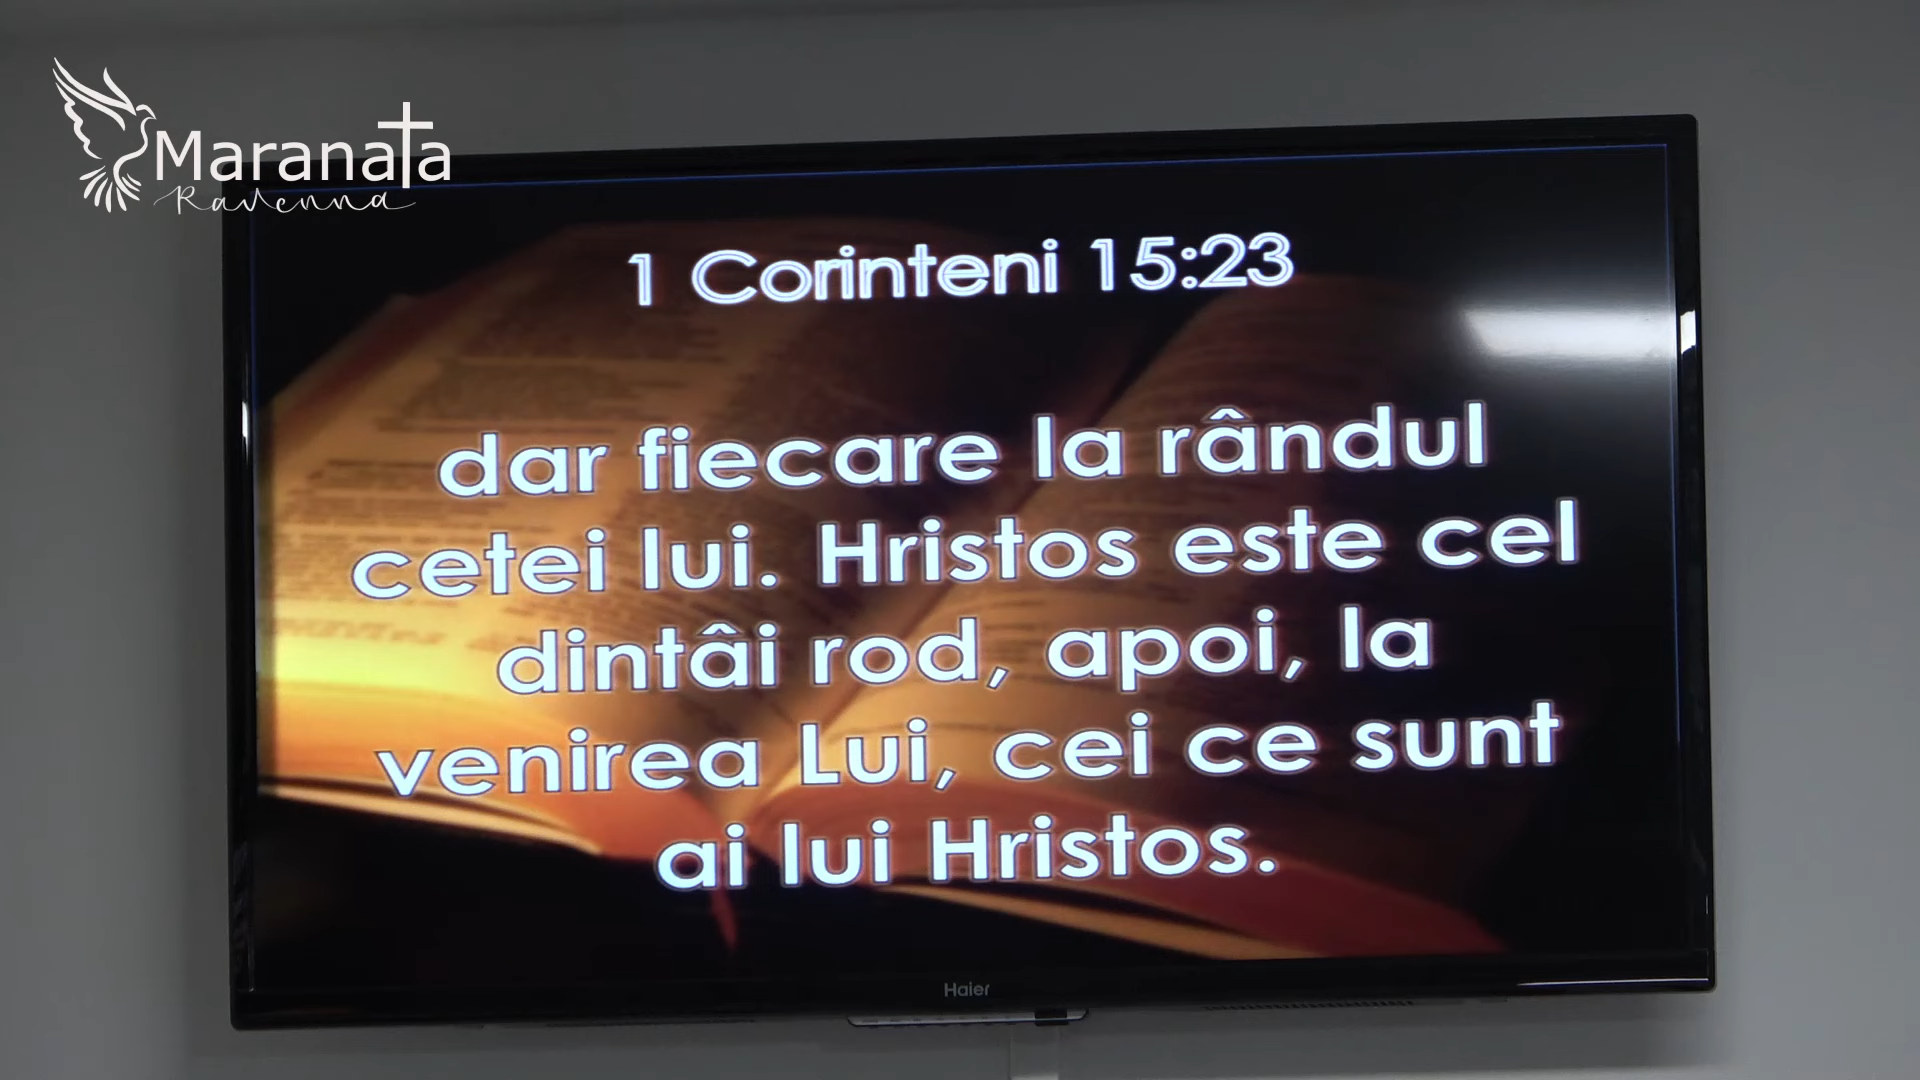 Maranata
Ravenna
1 Corinteni 15:23
dar fiecare la rândul
cetei lui. Hristos este cel
dintâi rod, apoi, la
venirea Lui, cei ce sunt
ai lui Hristos.
Haier